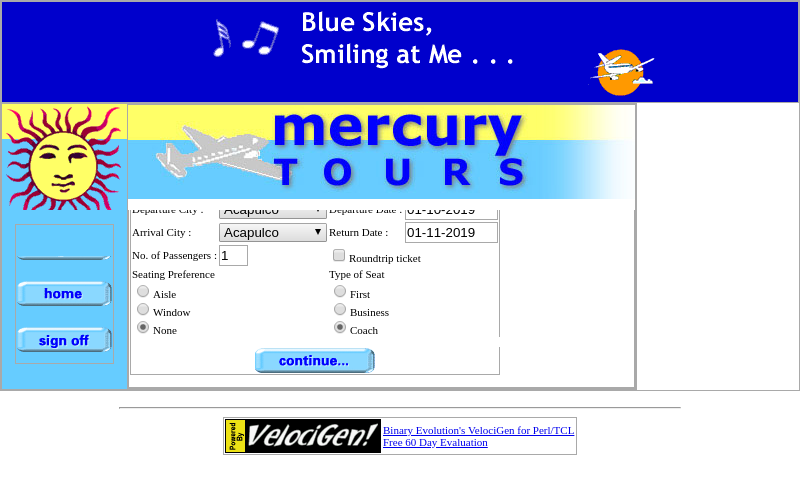 Blue Skies,
Smiling at Me . . .
mercury
TOURS
Departure City : Acapulco Departure Date : 01-10-2019
Arrival City : Acapulco Return Date : 01-11-2019
No. of Passengers : 1 Roundtrip ticket
Seating Preference Type of Seat
Aisle First
Window Business
None Coach
home
sign off
continue...
Powered By VelociGen! Binary Evolution's VelociGen for Perl/TCL
Free 60 Day Evaluation